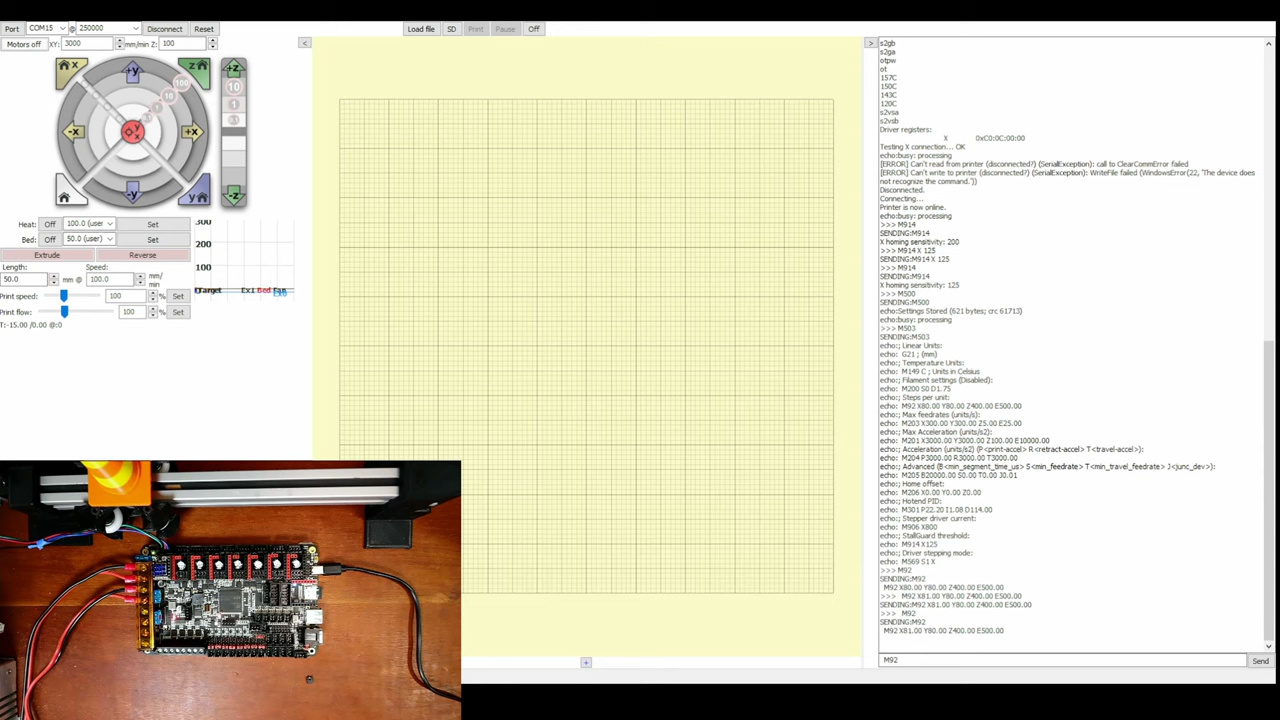 Port COM15 @ 250000 Disconnect Reset
Load file SD Print Pause Off
Motors off XY: 3000 mm/min Z: 100
<
>
x +y z +z
100
10
1
-x y x +x
-y y -z
10
1
Heat: Off 100.0 (user Set
Bed: Off 50.0 (user) Set
Extrude Reverse
Length: Speed:
50.0 mm @ 100.0 mm/
min
Print speed: 100 % Set
Print flow: 100 % Set
T:-15.00 /0.00 @:0
300
200
100
Target Ex1 Bed Fan
+
s2gb
s2ga
otpw
ot
157C
150C
143C
120C
s2vsa
s2vsb
Driver registers:
X 0xC0:0C:00:00
Testing X connection... OK
echo:busy: processing
[ERROR] Can't read from printer (disconnected?) (SerialException): call to ClearCommError failed
[ERROR] Can't write to printer (disconnected?) (SerialException): WriteFile failed (WindowsError(22, 'The device does
not recognize the command.'))
Disconnected.
Connecting...
Printer is now online.
echo:busy: processing
>>> M914
SENDING:M914
X homing sensitivity: 200
>>> M914 X 125
SENDING:M914 X 125
>>> M914
SENDING:M914
X homing sensitivity: 125
>>> M500
SENDING:M500
echo:Settings Stored (621 bytes; crc 61713)
echo:busy: processing
>>> M503
SENDING:M503
echo:; Linear Units:
echo: G21 ; (mm)
echo:; Temperature Units:
echo: M149 C ; Units in Celsius
echo:; Filament settings (Disabled):
echo: M200 S0 D1.75
echo:; Steps per unit:
echo: M92 X80.00 Y80.00 Z400.00 E500.00
echo:; Max feedrates (units/s):
echo: M203 X300.00 Y300.00 Z5.00 E25.00
echo:; Max Acceleration (units/s2):
echo: M201 X3000.00 Y3000.00 Z100.00 E10000.00
echo:; Acceleration (units/s2) (P<print-accel> R<retract-accel> T<travel-accel>):
echo: M204 P3000.00 R3000.00 T3000.00
echo:; Advanced (B<min_segment_time_us> S<min_feedrate> T<min_travel_feedrate> J<junc_dev>):
echo: M205 B20000.00 S0.00 T0.00 J0.01
echo:; Home offset:
echo: M206 X0.00 Y0.00 Z0.00
echo:; Hotend PID:
echo: M301 P22.20 I1.08 D114.00
echo:; Stepper driver current:
echo: M906 X800
echo:; StallGuard threshold:
echo: M914 X125
echo:; Driver stepping mode:
echo: M569 S1 X
>>> M92
SENDING:M92
M92 X80.00 Y80.00 Z400.00 E500.00
>>> M92 X81.00 Y80.00 Z400.00 E500.00
SENDING:M92 X81.00 Y80.00 Z400.00 E500.00
>>> M92
SENDING:M92
M92 X81.00 Y80.00 Z400.00 E500.00
M92 Send